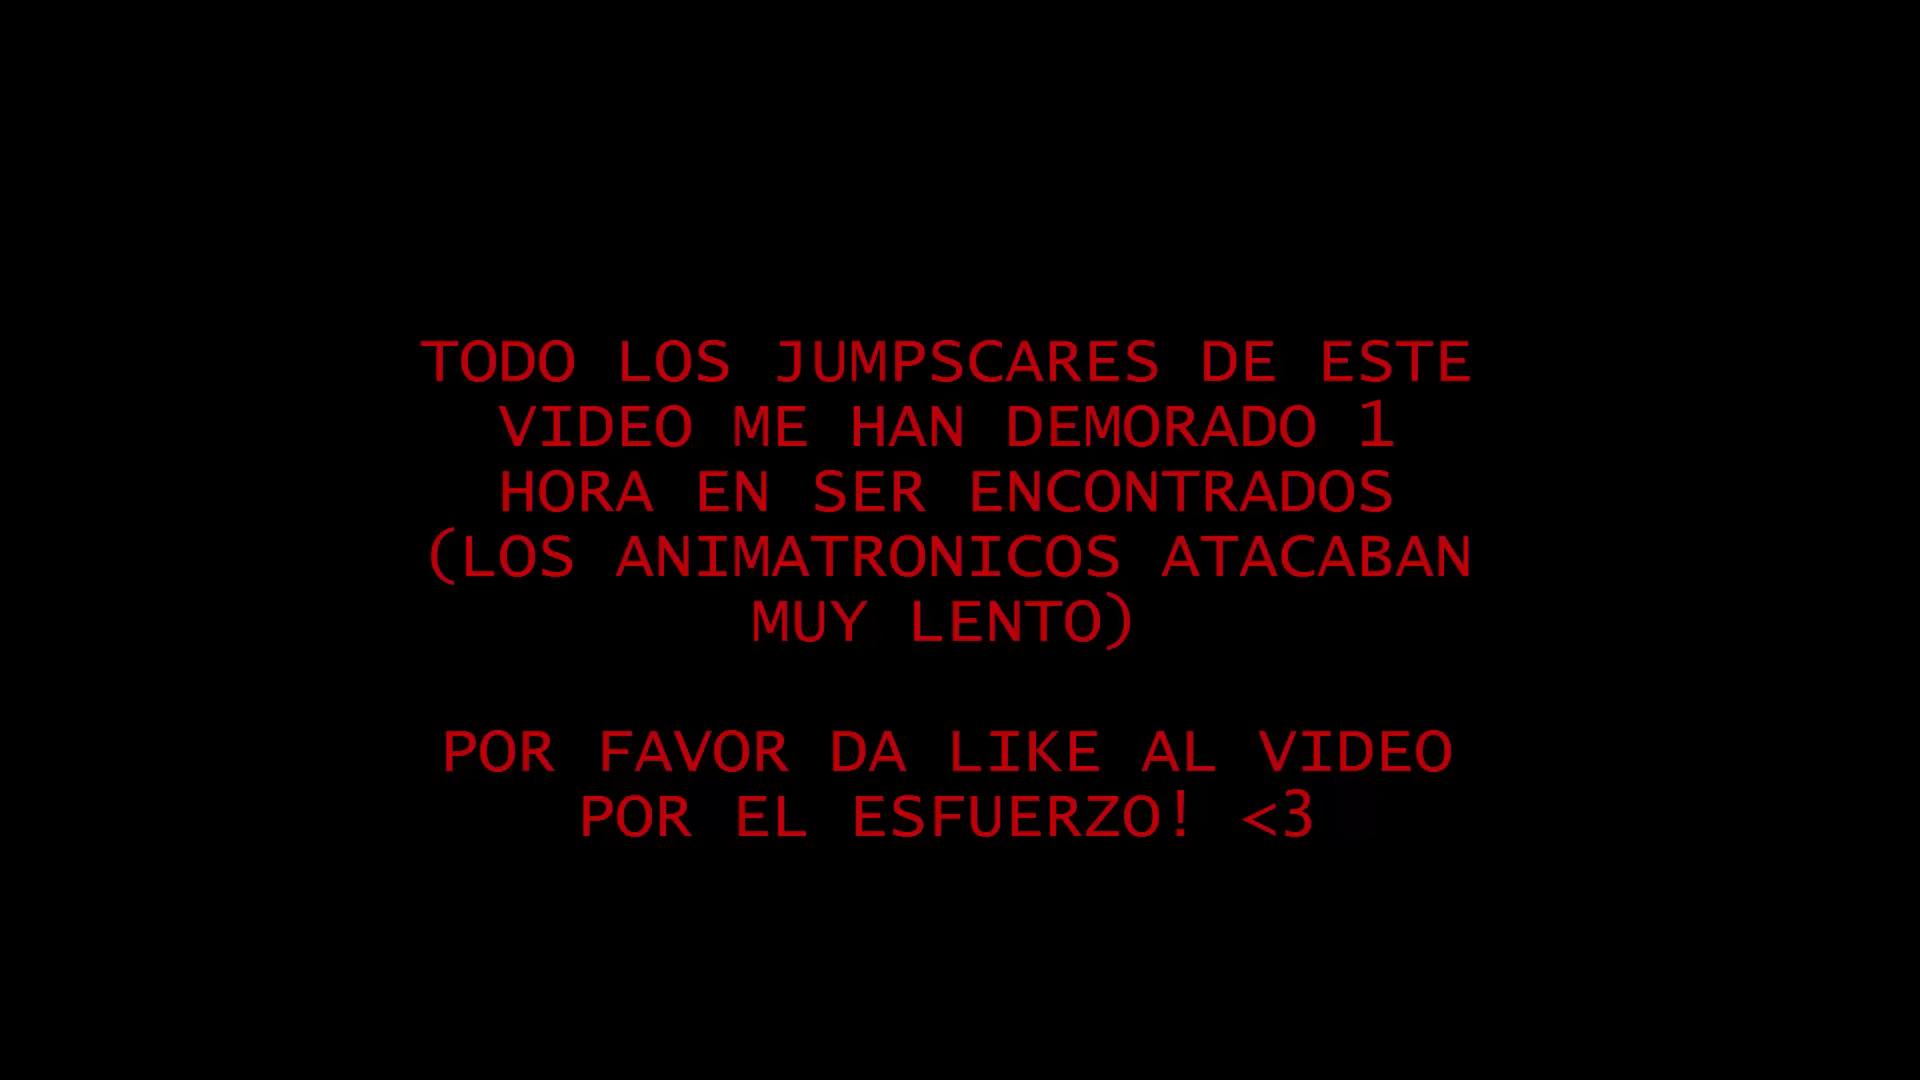 TODO LOS JUMPSCARES DE ESTE
VIDEO ME HAN DEMORADO 1
HORA EN SER ENCONTRADOS
(LOS ANIMATRONICOS ATACABAN
MUY LENTO)
POR FAVOR DA LIKE AL VIDEO
POR EL ESFUERZO! <3